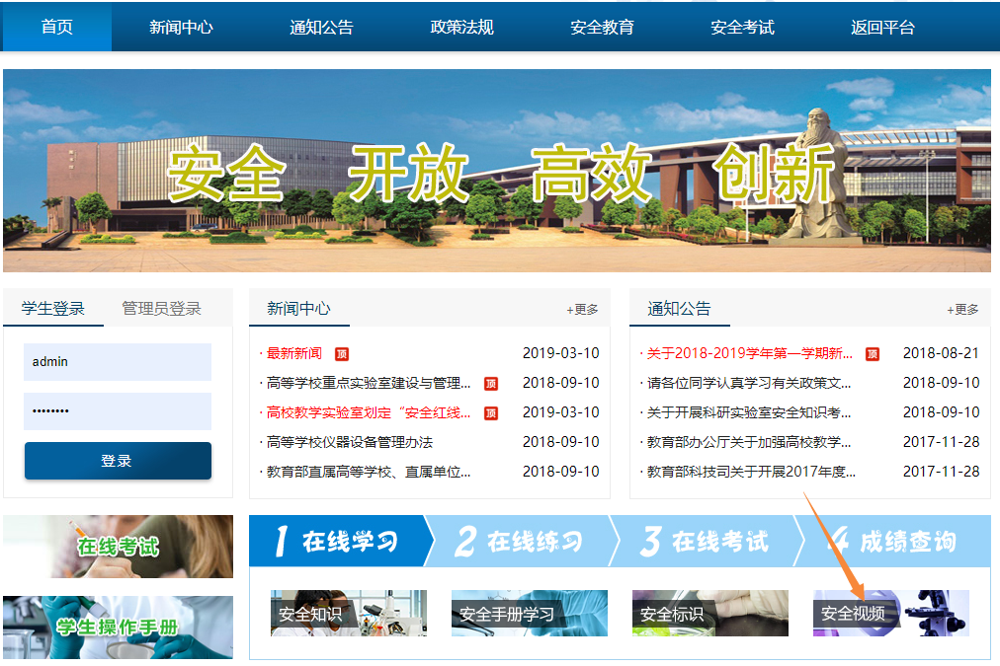 首页 新闻中心 通知公告 政策法规 安全教育 安全考试 返回平台
安全 开放 高效 创新
学生登录 管理员登录
admin
••••••••
登录
新闻中心 +更多
· 最新新闻 顶 2019-03-10
· 高等学校重点实验室建设与管理... 顶 2018-09-10
· 高校教学实验室划定“安全红线... 顶 2019-03-10
· 高等学校仪器设备管理办法 2018-09-10
· 教育部直属高等学校、直属单位... 2018-09-10
通知公告 +更多
· 关于2018-2019学年第一学期新... 顶 2018-08-21
· 请各位同学认真学习有关政策文... 2018-09-10
· 关于开展科研实验室安全知识考... 2018-09-10
· 教育部办公厅关于加强高校教学... 2017-11-28
· 教育部科技司关于开展2017年度... 2017-11-28
在线考试
学生操作手册
1 在线学习 2 在线练习 3 在线考试 4 成绩查询
安全知识 安全手册学习 安全标识 安全视频